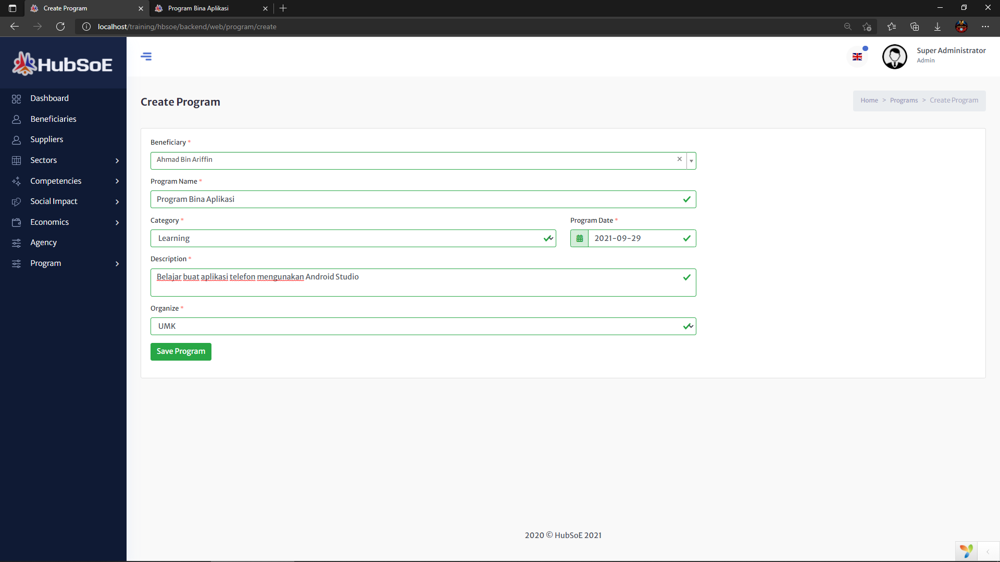 Create Program
Program Bina Aplikasi
localhost/training/hbsoe/backend/web/program/create
HubSoE
Super Administrator
Admin
Dashboard
Beneficiaries
Suppliers
Sectors
Competencies
Social Impact
Economics
Agency
Program
Create Program
Home > Programs > Create Program
Beneficiary *
Ahmad Bin Ariffin
Program Name *
Program Bina Aplikasi
Category *
Program Date *
Learning
2021-09-29
Description *
Belajar buat aplikasi telefon mengunakan Android Studio
Organize *
UMK
Save Program
2020 © HubSoE 2021